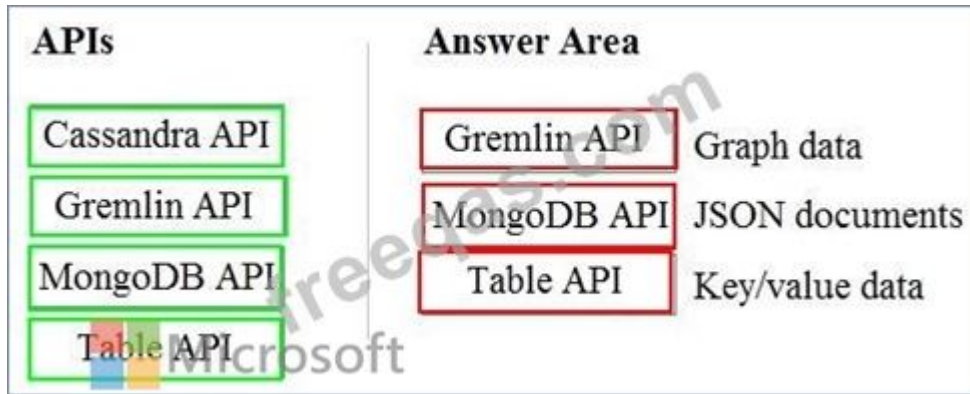 APIs
Cassandra API
Gremlin API
MongoDB API
Table API
Answer Area
Gremlin API Graph data
MongoDB API JSON documents
Table API Key/value data
freeqas.com
Microsoft